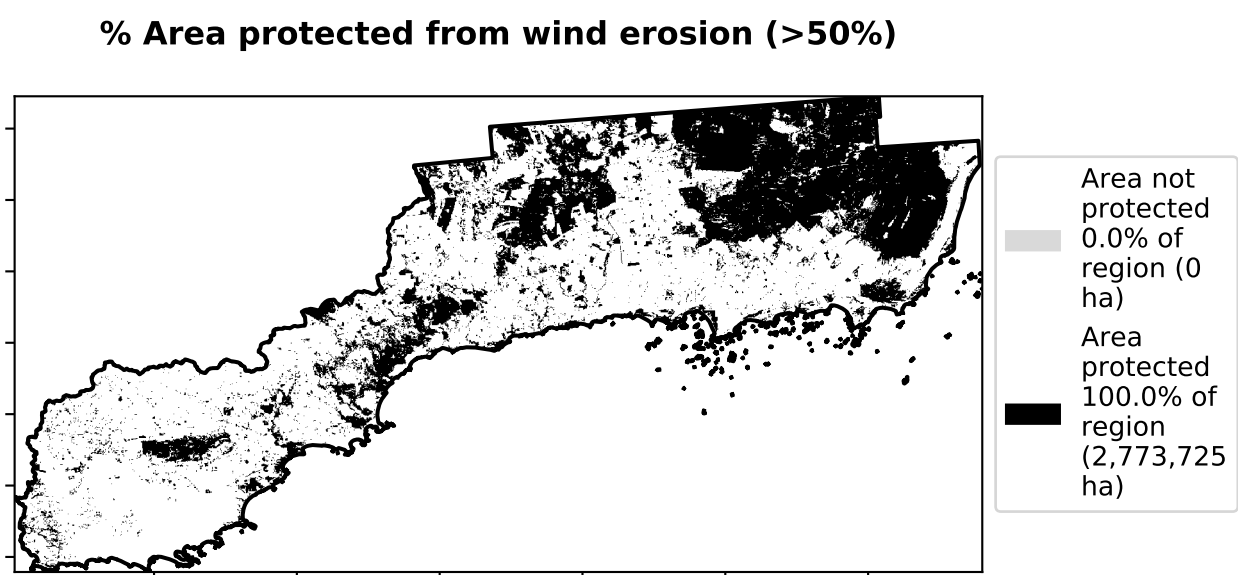 % Area protected from wind erosion (>50%)
Area not
protected
0.0% of
region (0
ha)
Area
protected
100.0% of
region
(2,773,725
ha)